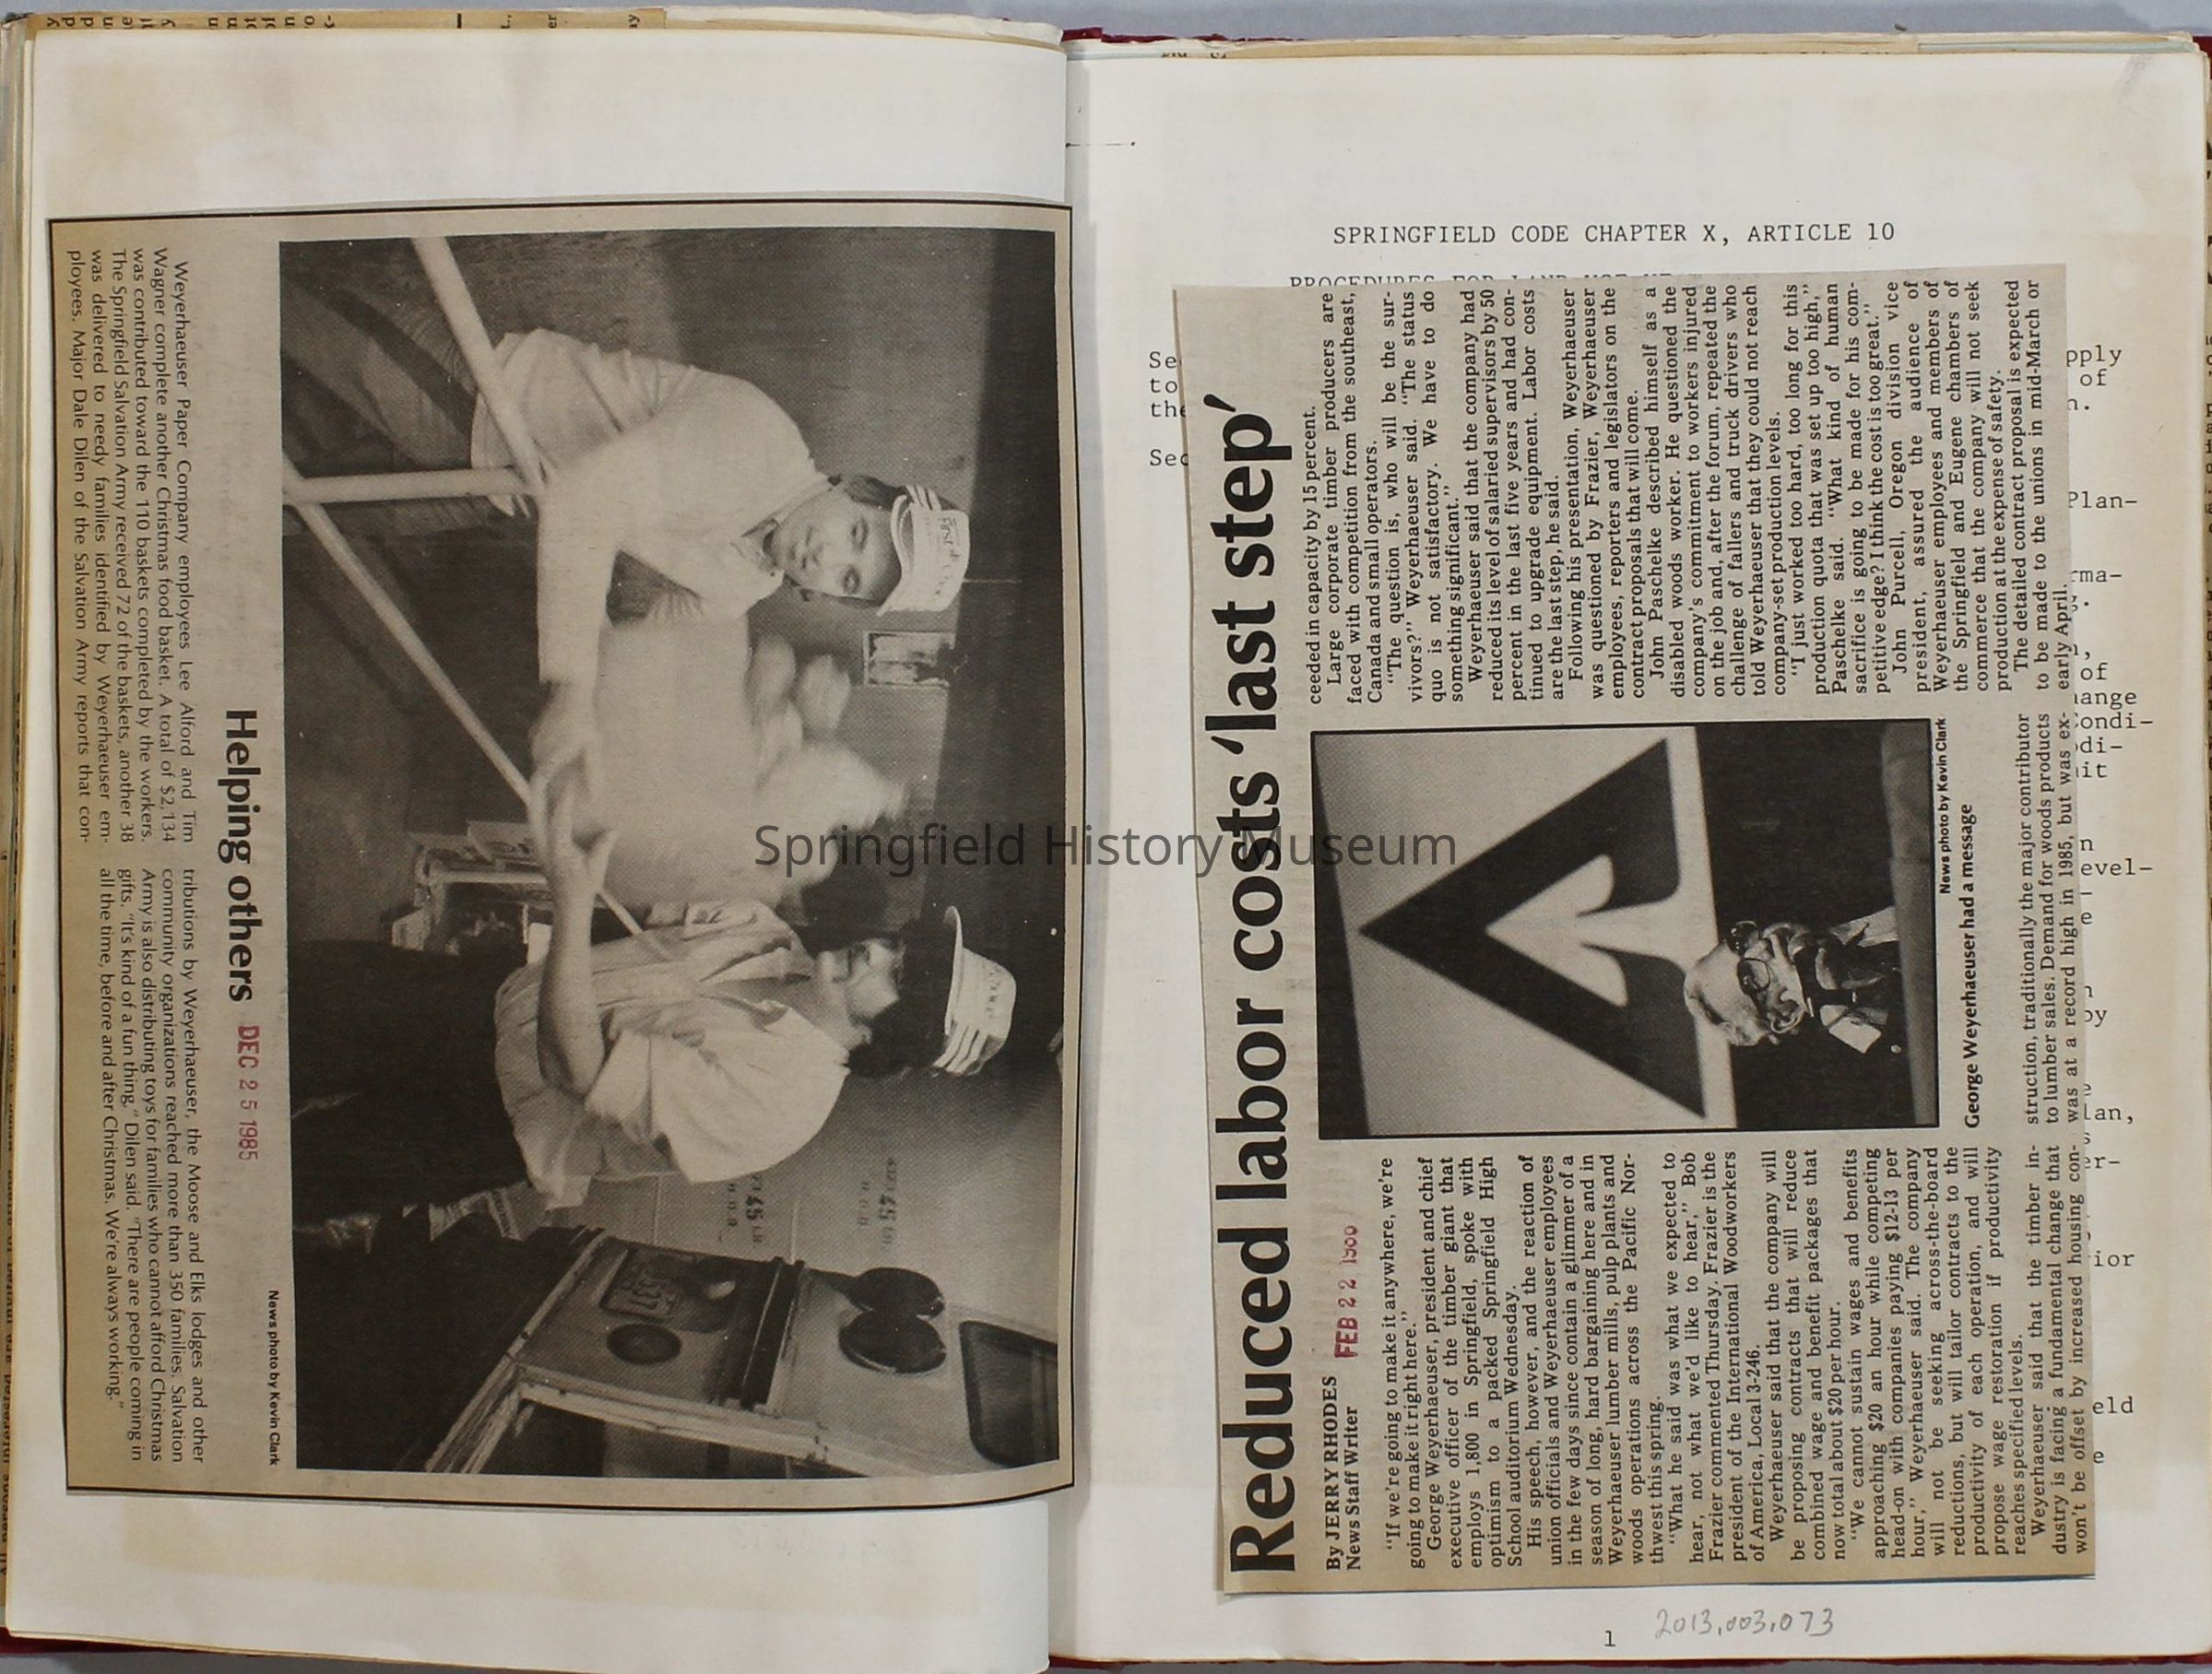 Helping others
DEC 25 1985
News photo by Kevin Clark
Weyerhaeuser Paper Company employees Lee Alford and Tim
Wagner complete another Christmas food basket. A total of $2,134
was contributed toward the 110 baskets completed by the workers.
The Springfield Salvation Army received 72 of the baskets, another 38
was delivered to needy families identified by Weyerhaeuser em-
ployees. Major Dale Dilen of the Salvation Army reports that con-
tributions by Weyerhaeuser, the Moose and Elks lodges and other
community organizations reached more than 350 families. Salvation
Army is also distributing toys for families who cannot afford Christmas
gifts. "It's kind of a fun thing," Dilen said. "There are people coming in
all the time, before and after Christmas. We're always working."
Springfield History Museum
SPRINGFIELD CODE CHAPTER X, ARTICLE 10
Reduced labor costs 'last step'
By JERRY RHODES
News Staff Writer
FEB 22
"If we're going to make it anywhere, we're
going to make it right here."
George Weyerhaeuser, president and chief
executive officer of the timber giant that
employs 1,800 in Springfield, spoke with
optimism to a packed Springfield High
School auditorium Wednesday.
His speech, however, and the reaction of
union officials and Weyerhaeuser employees
in the few days since contain a glimmer of a
season of long, hard bargaining here and in
Weyerhaeuser lumber mills, pulp plants and
woods operations across the Pacific Nor-
thwest this spring.
"What he said was what we expected to
hear, not what we'd like to hear," Bob
Frazier commented Thursday. Frazier is the
president of the International Woodworkers
of America, Local 3-246.
Weyerhaeuser said that the company will
be proposing contracts that will reduce
combined wage and benefit packages that
now total about $20 per hour.
"We cannot sustain wages and benefits
approaching $20 an hour while competing
head-on with companies paying $12-13 per
hour," Weyerhaeuser said. The company
will not be seeking across-the-board
reductions, but will tailor contracts to the
productivity of each operation, and will
propose wage restoration if productivity
reaches specified levels.
Weyerhaeuser said that the timber in-
dustry is facing a fundamental change that
won't be offset by increased housing con-
News photo by Kevin Clark
George Weyerhaeuser had a message
struction, traditionally the major contributor
to lumber sales. Demand for woods products
was at a record high in 1985, but was ex-
ceeded in capacity by 15 percent.
Large corporate timber producers are
faced with competition from the southeast,
Canada and small operators.
"The question is, who will be the sur-
vivors?" Weyerhaeuser said. "The status
quo is not satisfactory. We have to do
something significant."
Weyerhaeuser said that the company had
reduced its level of salaried supervisors by 50
percent in the last five years and had con-
tinued to upgrade equipment. Labor costs
are the last step, he said.
Following his presentation, Weyerhaeuser
was questioned by Frazier, Weyerhaeuser
employees, reporters and legislators on the
contract proposals that will come.
John Paschelke described himself as a
disabled woods worker. He questioned the
company's commitment to workers injured
on the job and, after the forum, repeated the
challenge of fallers and truck drivers who
told Weyerhaeuser that they could not reach
company-set production levels.
"I just worked too hard, too long for this
production quota that was set up too high,"
Paschelke said. "What kind of human
sacrifice is going to be made for his com-
petitive edge? I think the cost is too great."
John Purcell, Oregon division vice
president, assured the audience of
Weyerhaeuser employees and members of
the Springfield and Eugene chambers of
commerce that the company will not seek
production at the expense of safety.
The detailed contract proposal is expected
to be made to the unions in mid-March or
early April.
1
2013.003.073